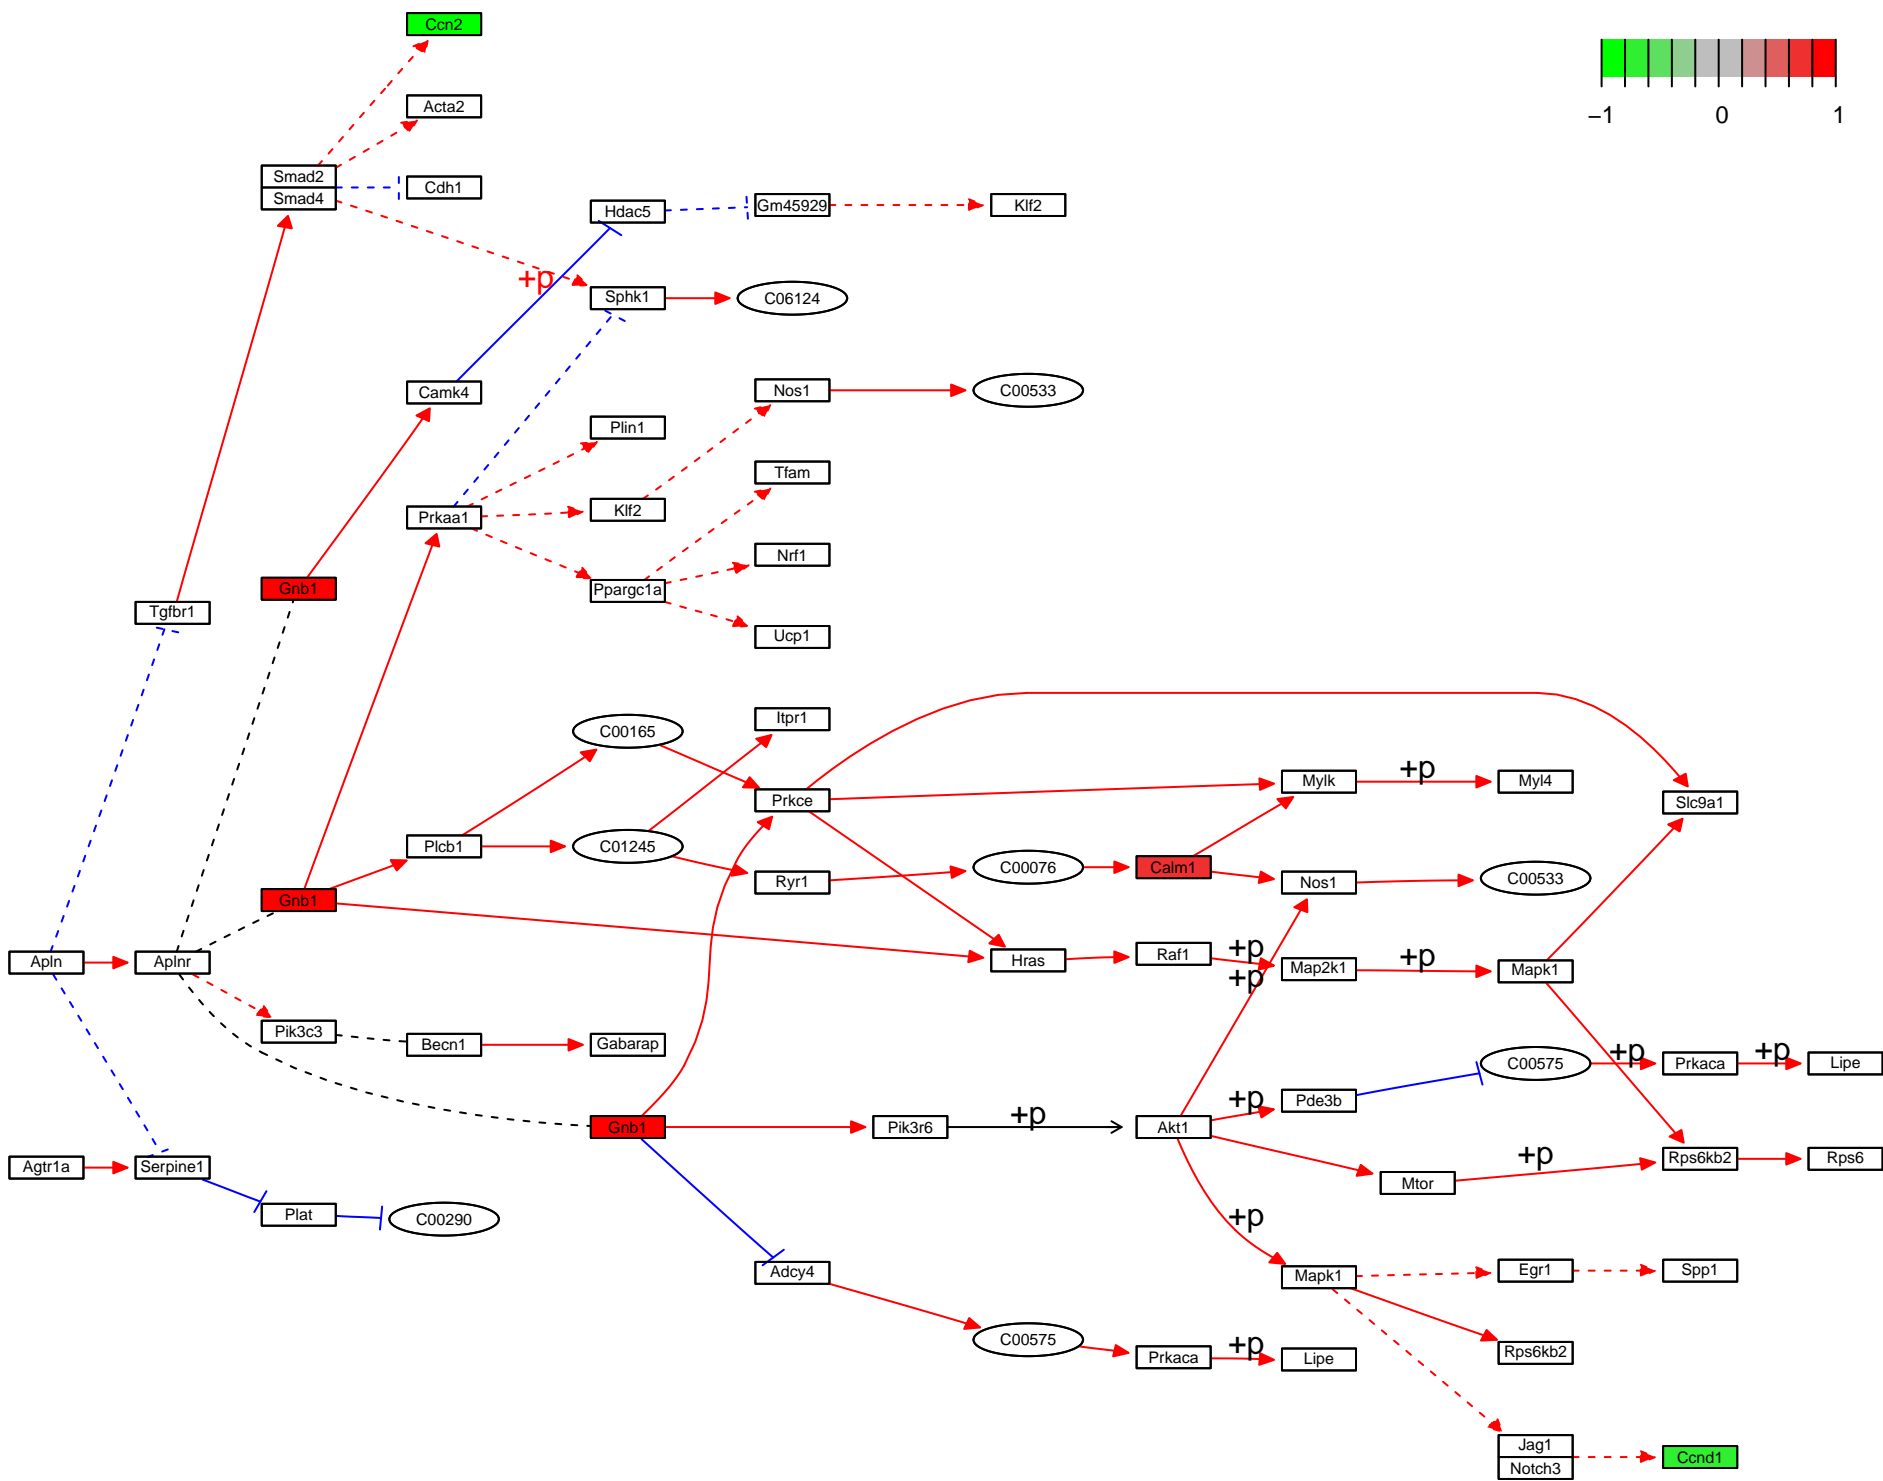 Ccn2
−1 0 1
Acta2
Smad2
Smad4
Cdh1
Hdac5
Gm45929
Klf2
+p
Sphk1
C06124
Camk4
Nos1
C00533
Plin1
Tfam
Prkaa1
Klf2
Nrf1
Gnb1
Ppargc1a
Tgfbr1
Ucp1
Itpr1
C00165
Prkce
Mylk
+p
Myl4
Slc9a1
Plcb1
C01245
Ryr1
C00076
Calm1
Nos1
C00533
Gnb1
Apln
Aplnr
Hras
Raf1
+p
+p
Map2k1
+p
Mapk1
Pik3c3
Becn1
Gabarap
C00575
+p
Prkaca
+p
Lipe
Gnb1
Pik3r6
+p
Akt1
+p
Pde3b
Agtr1a
Serpine1
Mtor
+p
Rps6kb2
Rps6
Plat
C00290
+p
Adcy4
Mapk1
Egr1
Spp1
C00575
Prkaca
+p
Lipe
Rps6kb2
Jag1
Notch3
Ccnd1